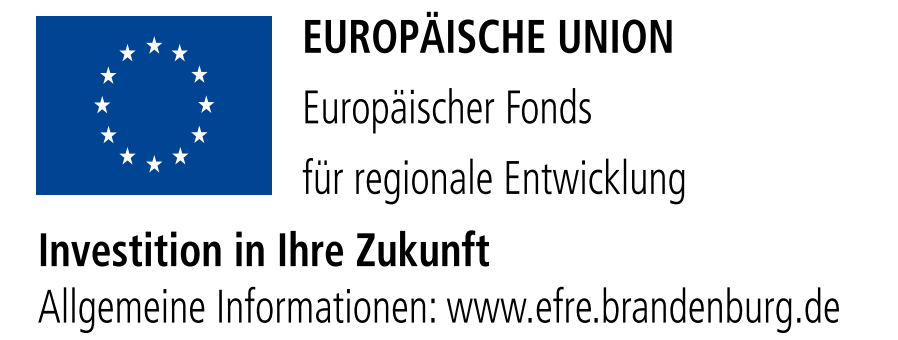 EUROPÄISCHE UNION
Europäischer Fonds
für regionale Entwicklung
Investition in Ihre Zukunft
Allgemeine Informationen: www.efre.brandenburg.de